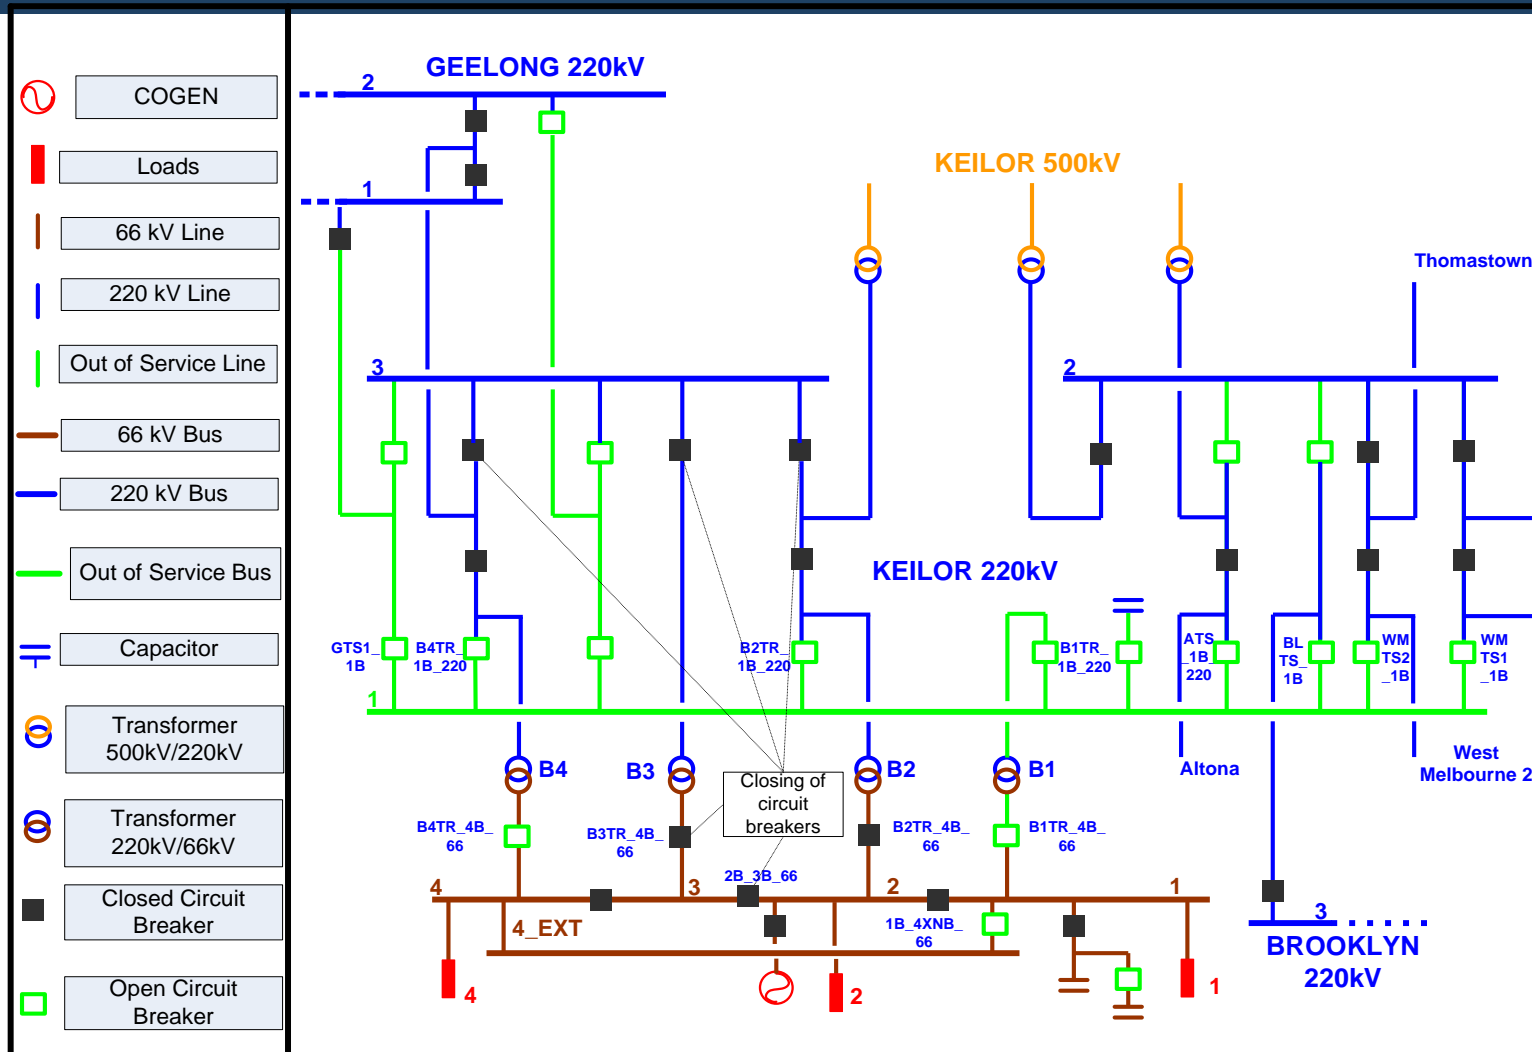 COGEN
Loads
66 kV Line
220 kV Line
Out of Service Line
66 kV Bus
220 kV Bus
Out of Service Bus
Capacitor
Transformer
500kV/220kV
Transformer
220kV/66kV
Closed Circuit
Breaker
Open Circuit
Breaker
GEELONG 220kV
2
1
KEILOR 500kV
Thomastown
3
2
KEILOR 220kV
GTS1_
1B
B4TR_
1B_220
B2TR_
1B_220
B1TR_
1B_220
ATS
_1B_
220
BL
TS_
1B
WM
TS2
_1B
WM
TS1
_1B
1
B4
B3
B2
B1
Altona
West
Melbourne 2
Closing of
circuit
breakers
B4TR_4B_
66
B3TR_4B_
66
B2TR_4B_
66
B1TR_4B_
66
2B_3B_66
4
3
2
1
4_EXT
1B_4XNB_
66
3
BROOKLYN
220kV
4
2
1